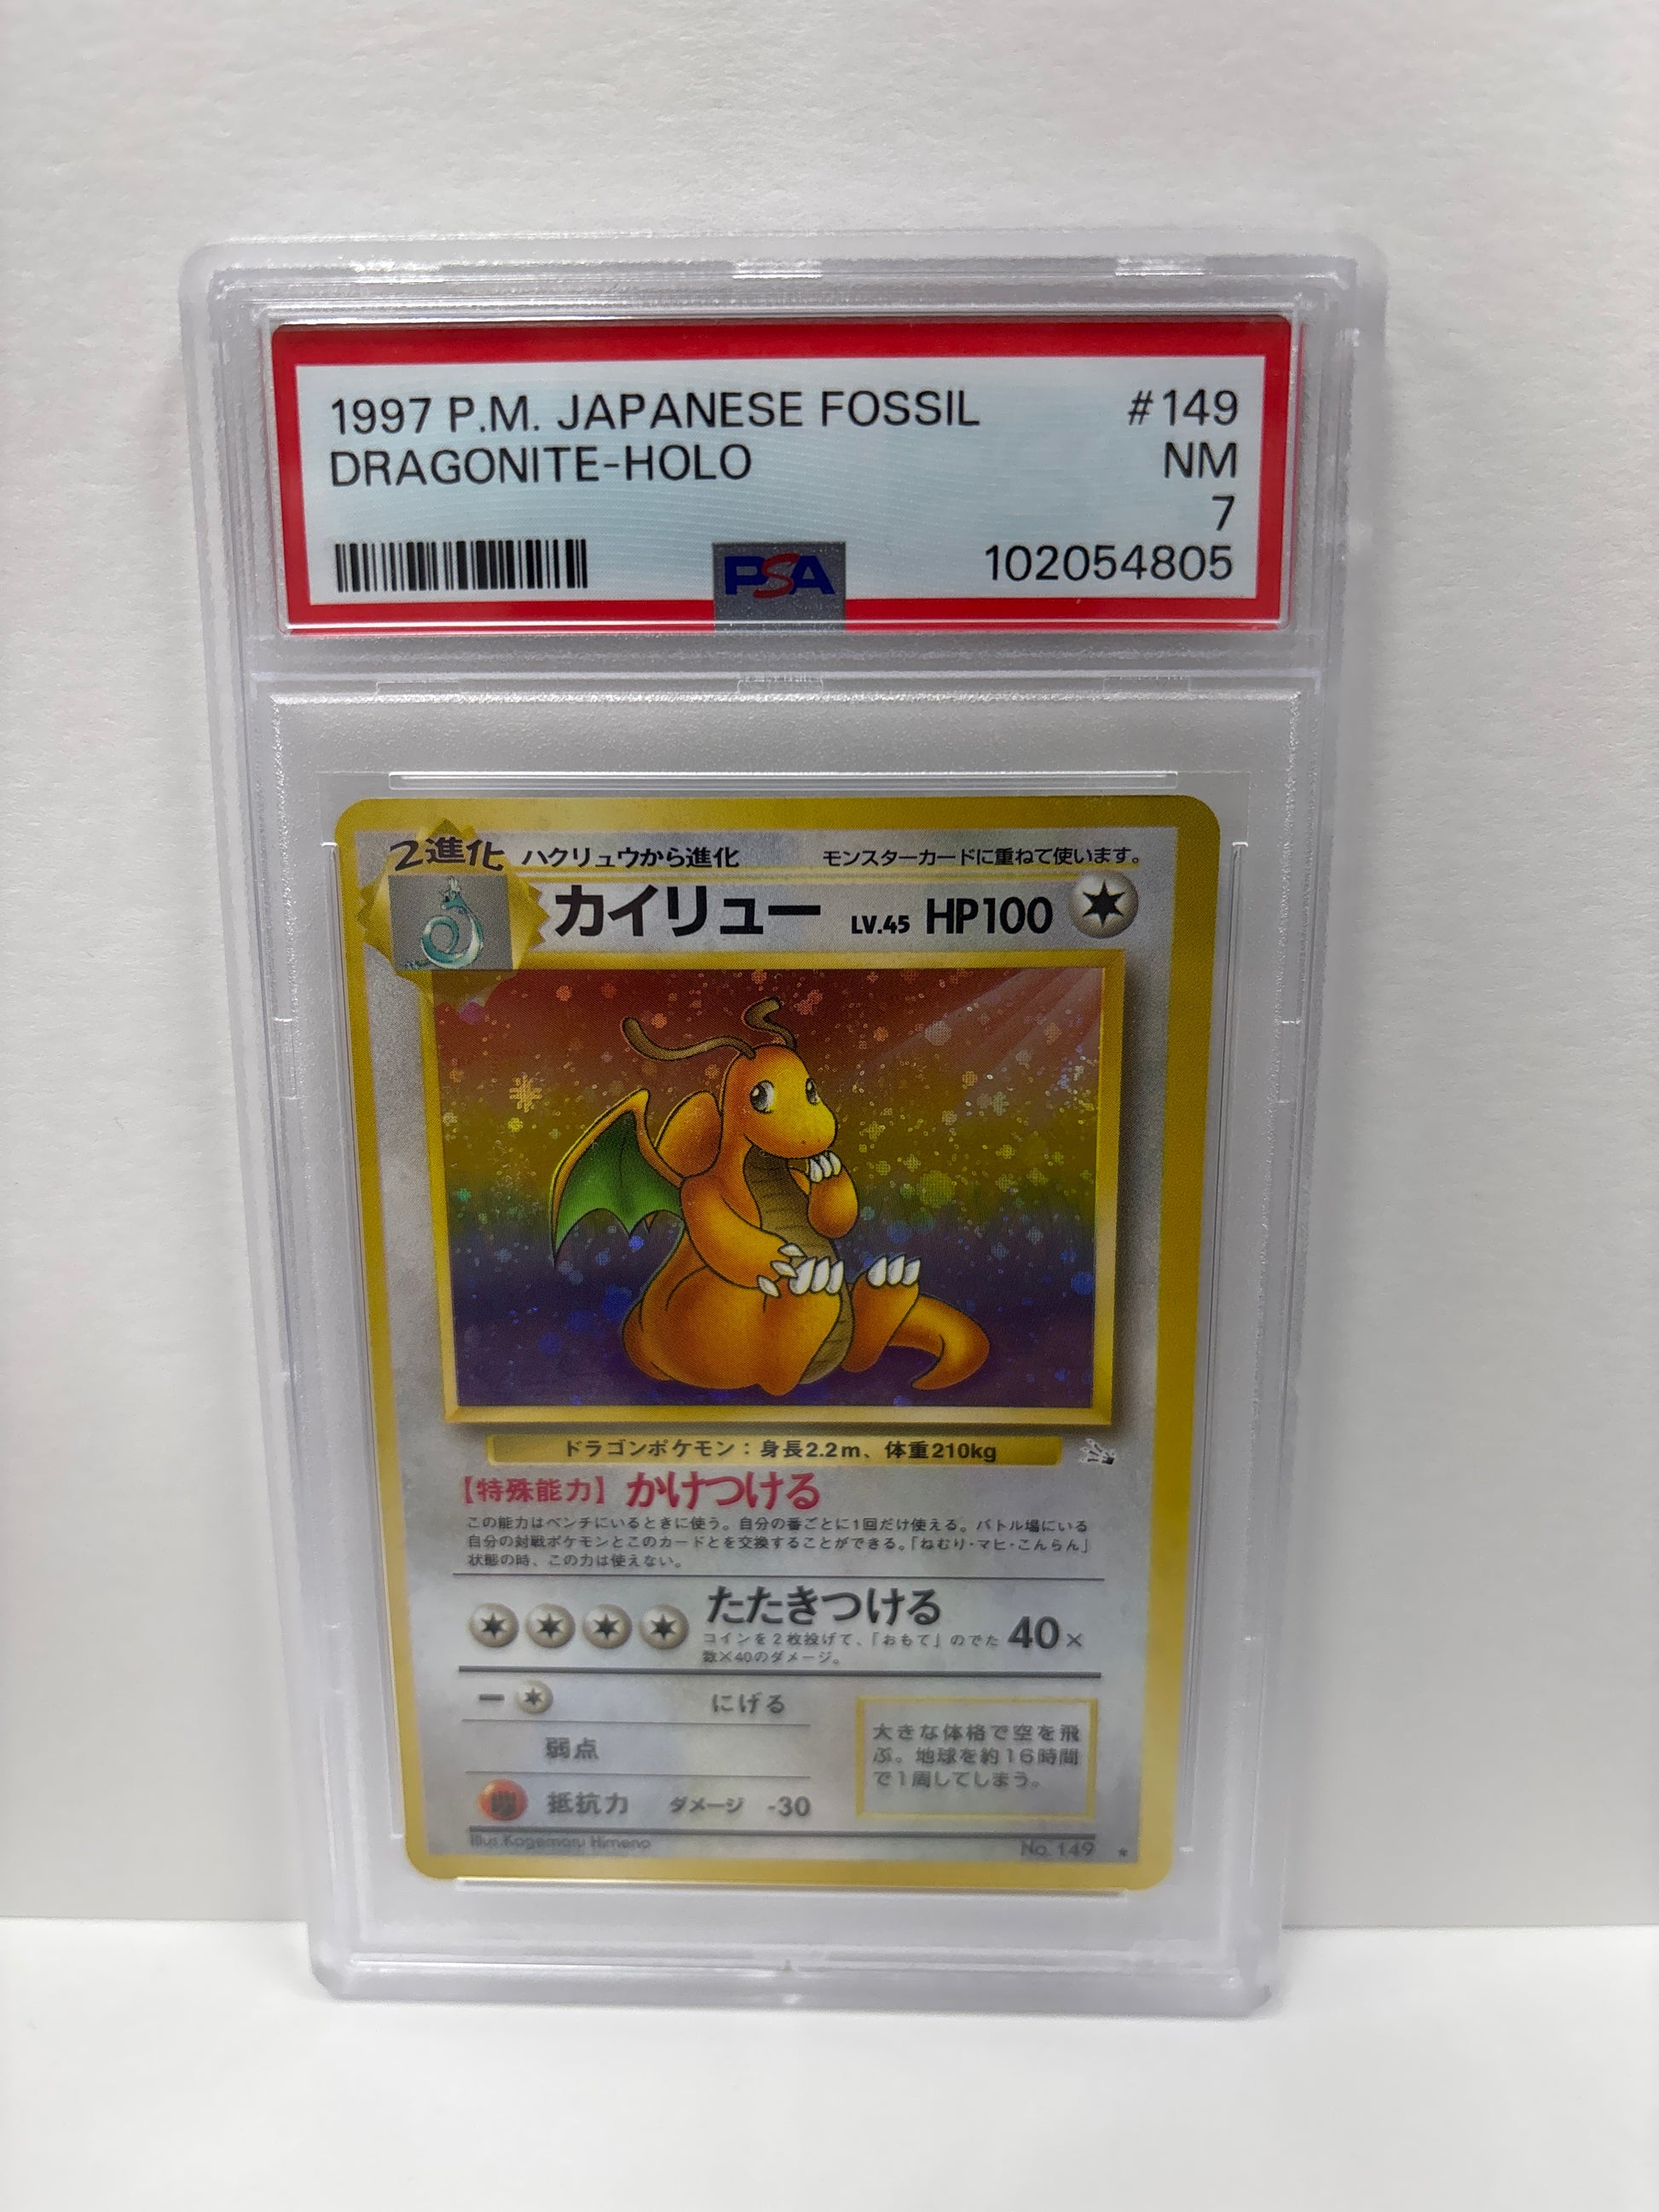 1997 P.M. JAPANESE FOSSIL #149
DRAGONITE-HOLO NM
7
PSA 102054805
2進化 ハクリュウから進化 モンスターカードに重ねて使います。
カイリュー LV.45 HP100
ドラゴンポケモン：身長2.2m、体重210kg
【特殊能力】かけつける
この能力はベンチにいるときに使う。自分の番ごとに1回だけ使える。バトル場にいる
自分の対戦ポケモンとこのカードとを交換することができる。「ねむり・マヒ・こんらん」
状態の時、この力は使えない。
たたきつける 40×
コインを2枚投げて、「おもて」のでた
数×40のダメージ。
にげる
弱点
抵抗力 ダメージ -30
大きな体格で空を飛
ぶ。地球を約16時間
で1周してしまう。
Illus. Kagemaru Himeno No. 149